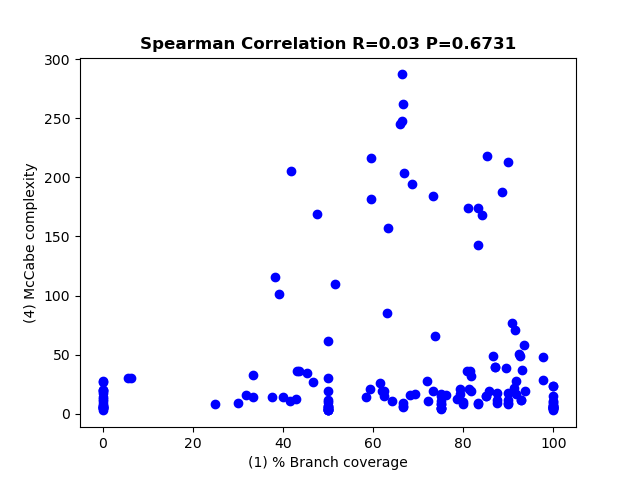 Spearman Correlation R=0.03 P=0.6731
300
250
200
150
100
50
0
(4) McCabe complexity
0 20 40 60 80 100
(1) % Branch coverage